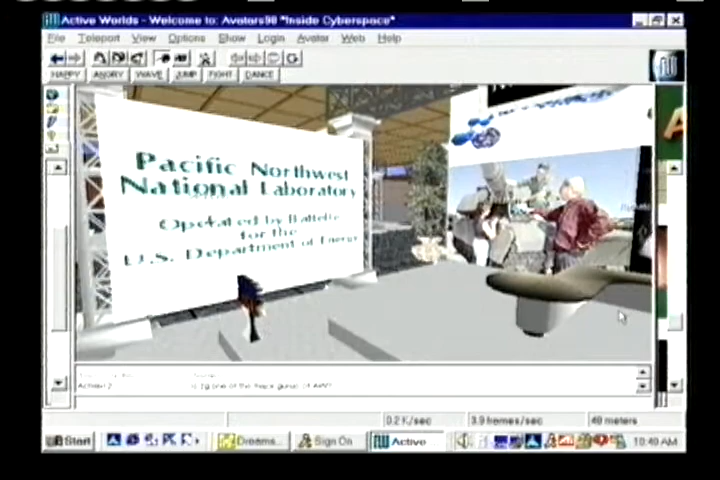 Active Worlds - Welcome to: Avatars98 "Inside Cyberspace"
File Teleport View Options Show Login Avatar Web Help
HAPPY ANGRY WAVE JUMP FIGHT DANCE
Pacific Northwest
National Laboratory
Operated by Battelle
for the
U.S. Department of Energy
0.2 K/sec 3.9 frames/sec 40 meters
Start Dreams... Sign On Active 10:40 AM